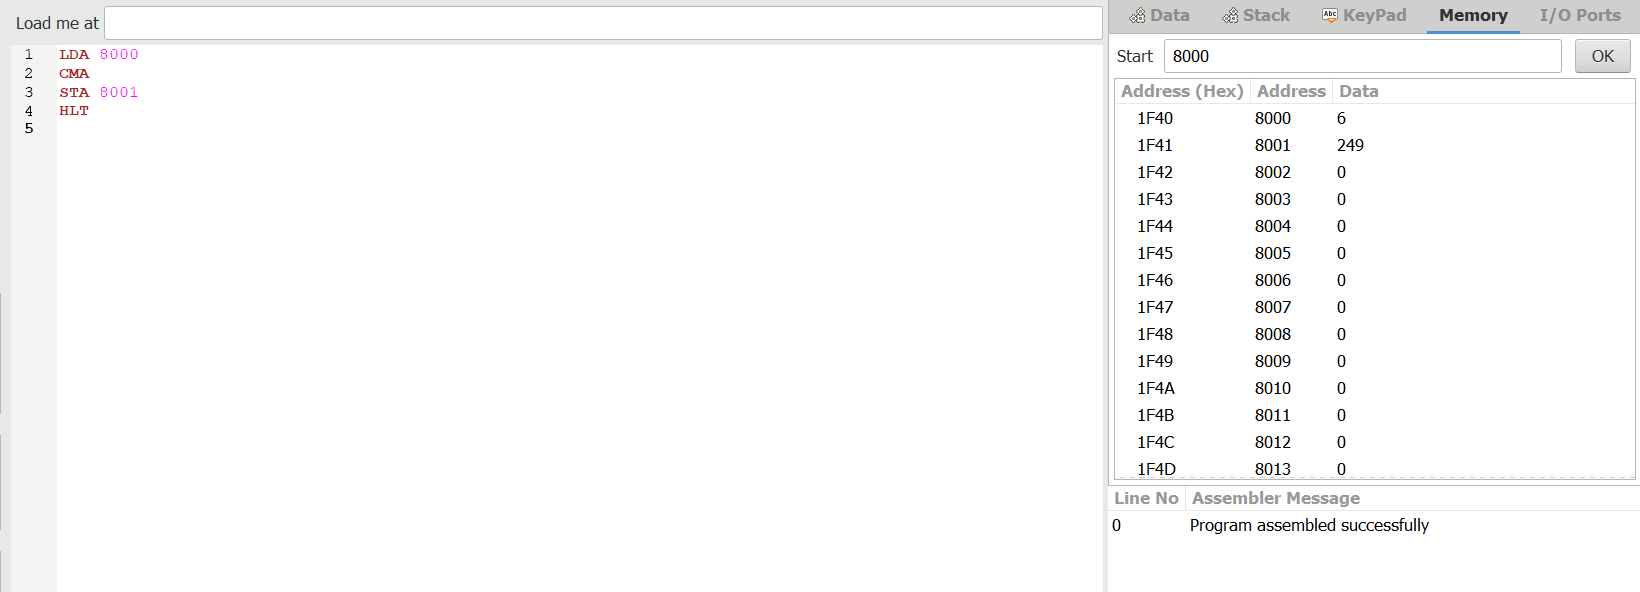 Load me at
1 LDA 8000
2 CMA
3 STA 8001
4 HLT
5
Data Stack KeyPad Memory I/O Ports
Start 8000 OK
Address (Hex) Address Data
1F40 8000 6
1F41 8001 249
1F42 8002 0
1F43 8003 0
1F44 8004 0
1F45 8005 0
1F46 8006 0
1F47 8007 0
1F48 8008 0
1F49 8009 0
1F4A 8010 0
1F4B 8011 0
1F4C 8012 0
1F4D 8013 0
Line No Assembler Message
0 Program assembled successfully